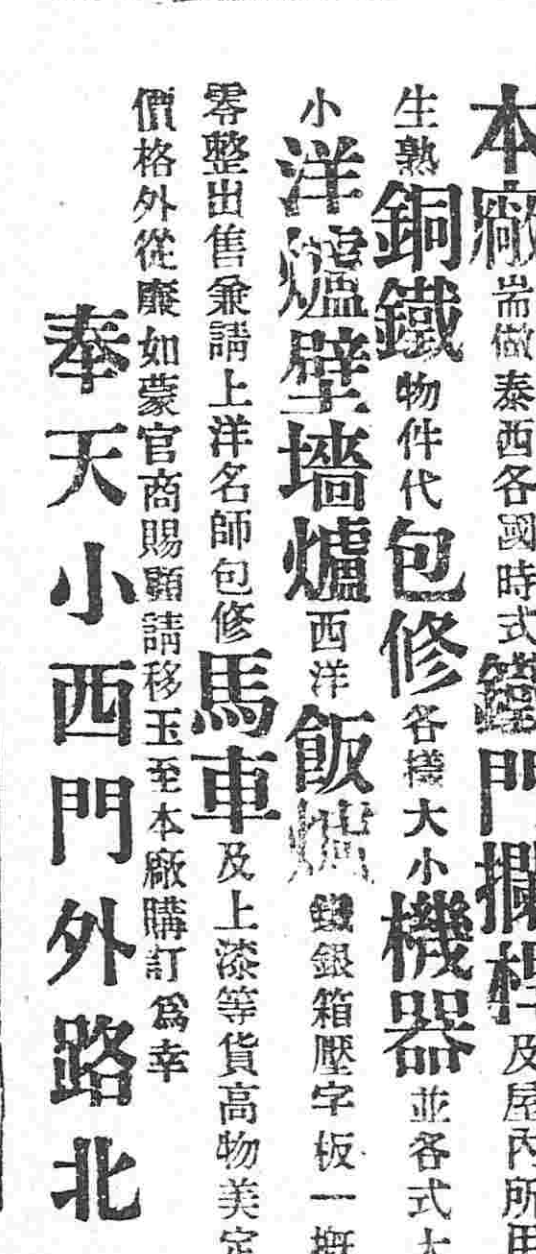 本廠耑做泰西各國時式鐵門攔杆及屋內所用
生熟銅鐵物件代包修各樣大小機器並各式大
小洋爐壁墻爐西洋飯爐鐵銀箱壓字板一概
零整出售兼請上洋名師包修馬車及上漆等貨高物美定
價格外從廉如蒙官商賜顧請移玉至本廠購訂爲幸
奉天小西門外路北